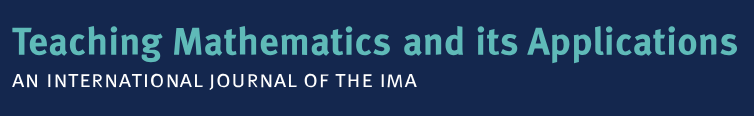 Teaching Mathematics and its Applications
AN INTERNATIONAL JOURNAL OF THE IMA